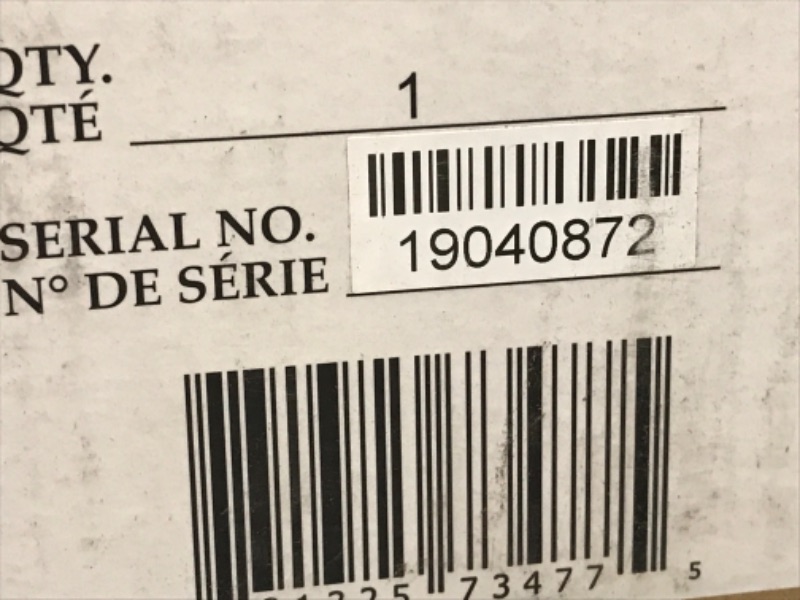 QTY.
QTÉ
1
SERIAL NO.
N° DE SÉRIE
19040872
73477 5